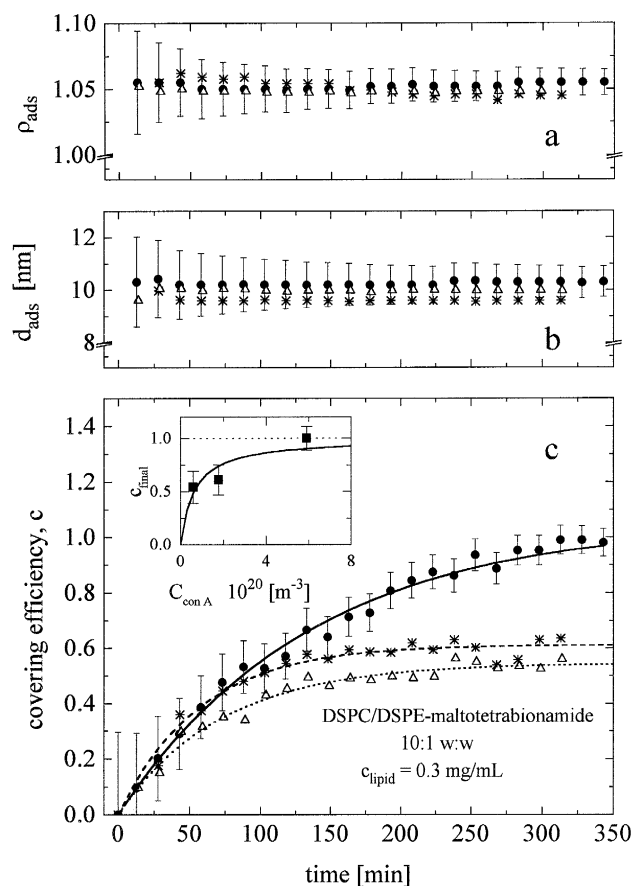 1.10
1.05
1.00
ρads
a
12
10
8
dads [nm]
b
1.4
1.2
1.0
0.8
0.6
0.4
0.2
0.0
covering efficiency, c
c
1.0
0.5
0.0
cfinal
0 4 8
Ccon A 10^20 [m^-3]
DSPC/DSPE-maltotetrabionamide
10:1 w:w
clipid = 0.3 mg/mL
0 50 100 150 200 250 300 350
time [min]